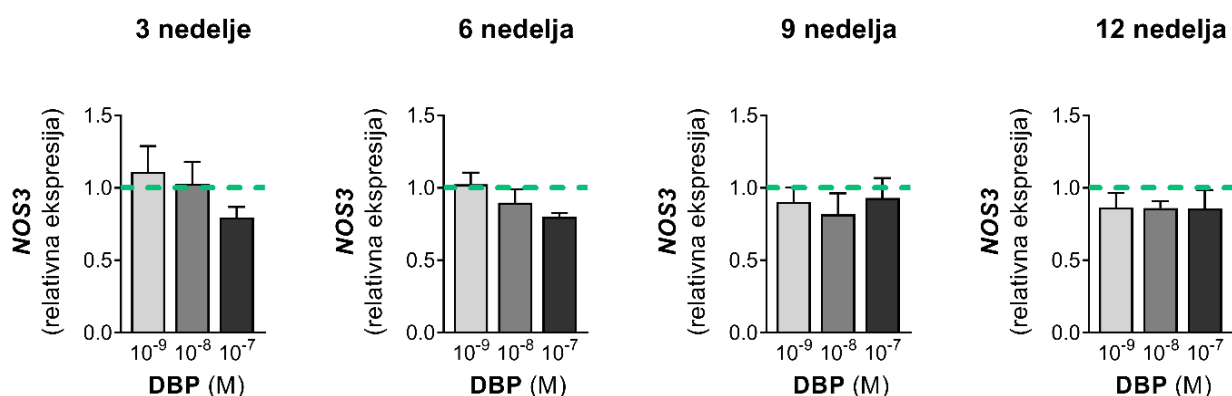 3 nedelje
NOS3
(relativna ekspresija)
1.5
1.0
0.5
0.0
10⁻⁹ 10⁻⁸ 10⁻⁷
DBP (M)
6 nedelja
NOS3
(relativna ekspresija)
1.5
1.0
0.5
0.0
10⁻⁹ 10⁻⁸ 10⁻⁷
DBP (M)
9 nedelja
NOS3
(relativna ekspresija)
1.5
1.0
0.5
0.0
10⁻⁹ 10⁻⁸ 10⁻⁷
DBP (M)
12 nedelja
NOS3
(relativna ekspresija)
1.5
1.0
0.5
0.0
10⁻⁹ 10⁻⁸ 10⁻⁷
DBP (M)